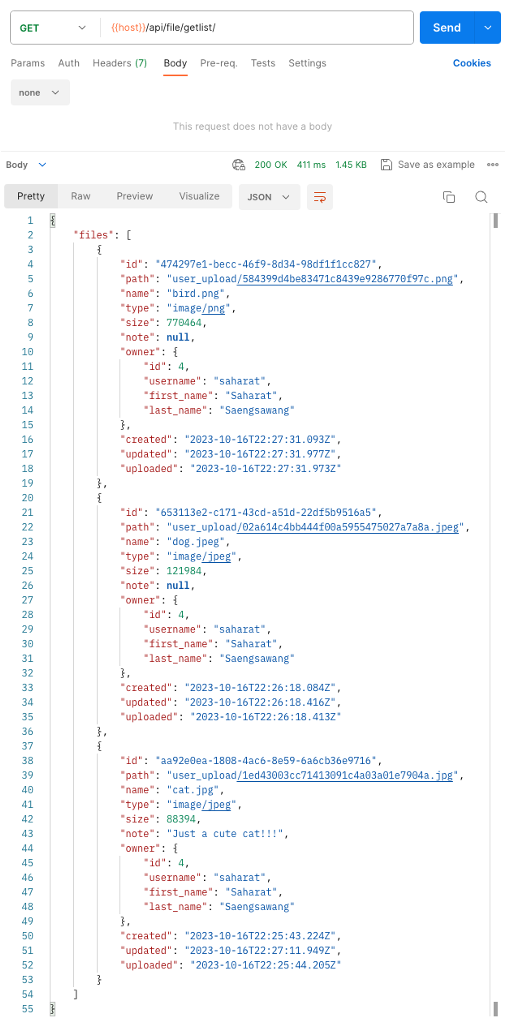 GET {{host}}/api/file/getlist/ Send
Params Auth Headers (7) Body Pre-req. Tests Settings Cookies
none
This request does not have a body
Body 200 OK 411 ms 1.45 KB Save as example
Pretty Raw Preview Visualize JSON
1 {
2 "files": [
3 {
4 "id": "474297e1-becc-46f9-8d34-98df1f1cc827",
5 "path": "user_upload/584399d4be83471c8439e9286770f97c.png",
6 "name": "bird.png",
7 "type": "image/png",
8 "size": 770464,
9 "note": null,
10 "owner": {
11 "id": 4,
12 "username": "saharat",
13 "first_name": "Saharat",
14 "last_name": "Saengsawang"
15 },
16 "created": "2023-10-16T22:27:31.093Z",
17 "updated": "2023-10-16T22:27:31.977Z",
18 "uploaded": "2023-10-16T22:27:31.973Z"
19 },
20 {
21 "id": "653113e2-c171-43cd-a51d-22df5b9516a5",
22 "path": "user_upload/02a614c4bb444f00a5955475027a7a8a.jpeg",
23 "name": "dog.jpeg",
24 "type": "image/jpeg",
25 "size": 121984,
26 "note": null,
27 "owner": {
28 "id": 4,
29 "username": "saharat",
30 "first_name": "Saharat",
31 "last_name": "Saengsawang"
32 },
33 "created": "2023-10-16T22:26:18.084Z",
34 "updated": "2023-10-16T22:26:18.416Z",
35 "uploaded": "2023-10-16T22:26:18.413Z"
36 },
37 {
38 "id": "aa92e0ea-1808-4ac6-8e59-6a6cb36e9716",
39 "path": "user_upload/1ed43003cc71413091c4a03a01e7904a.jpg",
40 "name": "cat.jpg",
41 "type": "image/jpeg",
42 "size": 88394,
43 "note": "Just a cute cat!!!",
44 "owner": {
45 "id": 4,
46 "username": "saharat",
47 "first_name": "Saharat",
48 "last_name": "Saengsawang"
49 },
50 "created": "2023-10-16T22:25:43.224Z",
51 "updated": "2023-10-16T22:27:11.949Z",
52 "uploaded": "2023-10-16T22:25:44.205Z"
53 }
54 ]
55 }